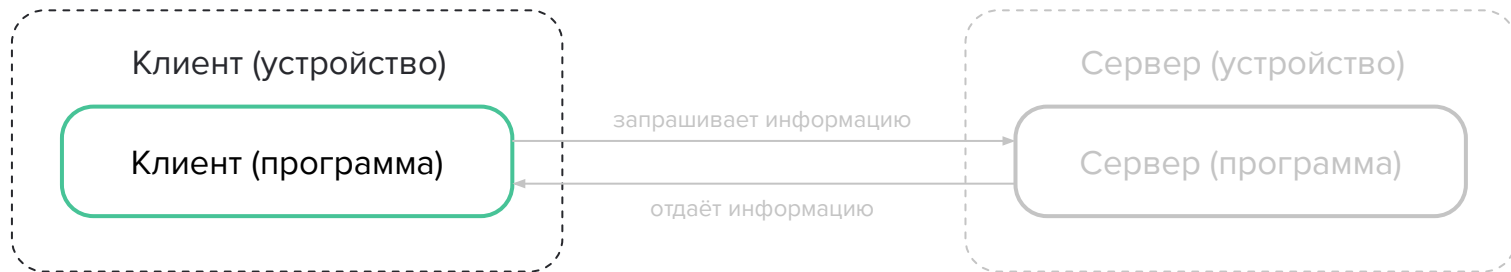 Клиент (устройство)
Сервер (устройство)
запрашивает информацию
Клиент (программа)
Сервер (программа)
отдаёт информацию